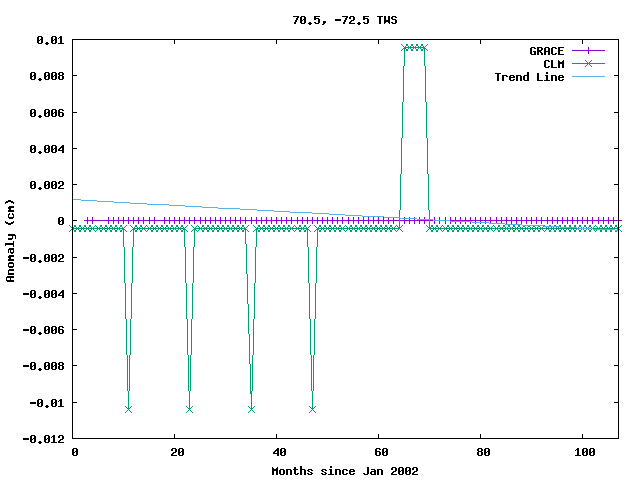 70.5, -72.5 TWS
0.01
0.008
0.006
0.004
0.002
0
-0.002
-0.004
-0.006
-0.008
-0.01
-0.012
Anomaly (cm)
GRACE
CLM
Trend Line
0 20 40 60 80 100
Months since Jan 2002